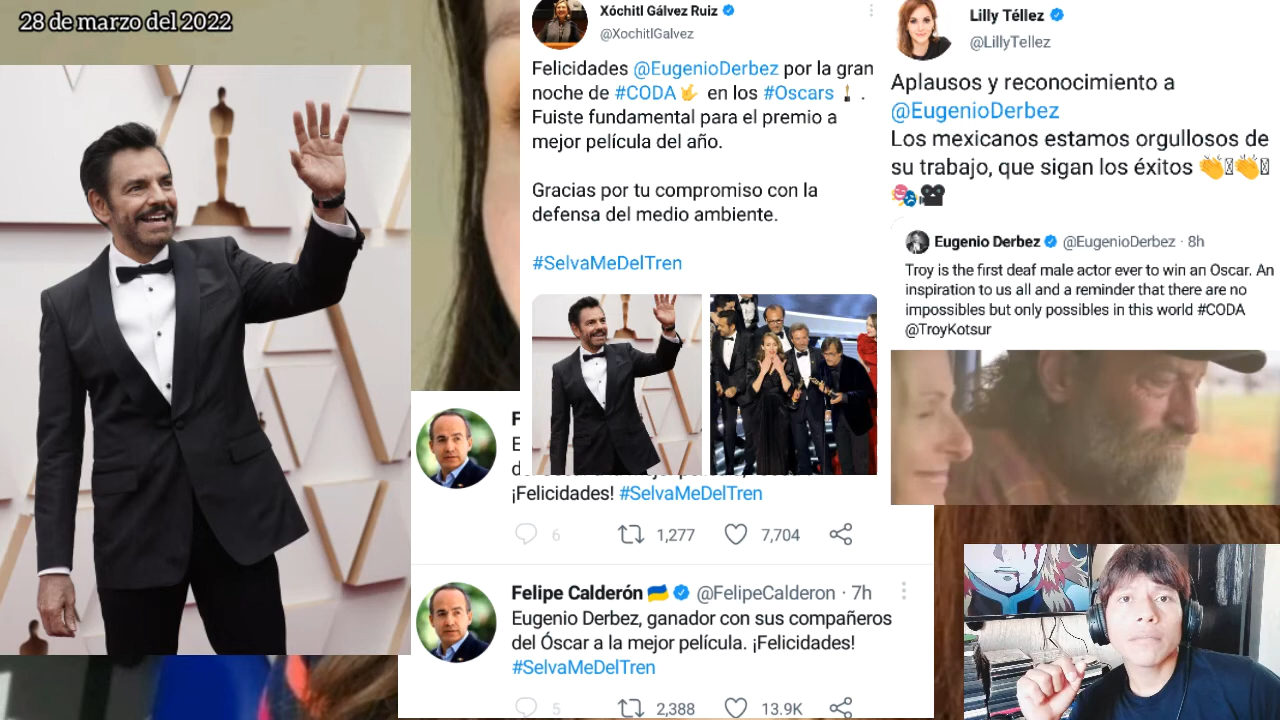 28 de marzo del 2022
Xóchitl Gálvez Ruiz
@XochitlGalvez
Felicidades @EugenioDerbez por la gran
noche de #CODA🤟 en los #Oscars .
Fuiste fundamental para el premio a
mejor película del año.
Gracias por tu compromiso con la
defensa del medio ambiente.
#SelvaMeDelTren
Lilly Téllez
@LillyTellez
Aplausos y reconocimiento a
@EugenioDerbez
Los mexicanos estamos orgullosos de
su trabajo, que sigan los éxitos 👏👏
🎭🎥
Eugenio Derbez @EugenioDerbez · 8h
Troy is the first deaf male actor ever to win an Oscar. An
inspiration to us all and a reminder that there are no
impossibles but only possibles in this world #CODA
@TroyKotsur
¡Felicidades! #SelvaMeDelTren
6 1,277 7,704
Felipe Calderón 🇺🇦 @FelipeCalderon · 7h
Eugenio Derbez, ganador con sus compañeros
del Óscar a la mejor película. ¡Felicidades!
#SelvaMeDelTren
5 2,388 13.9K